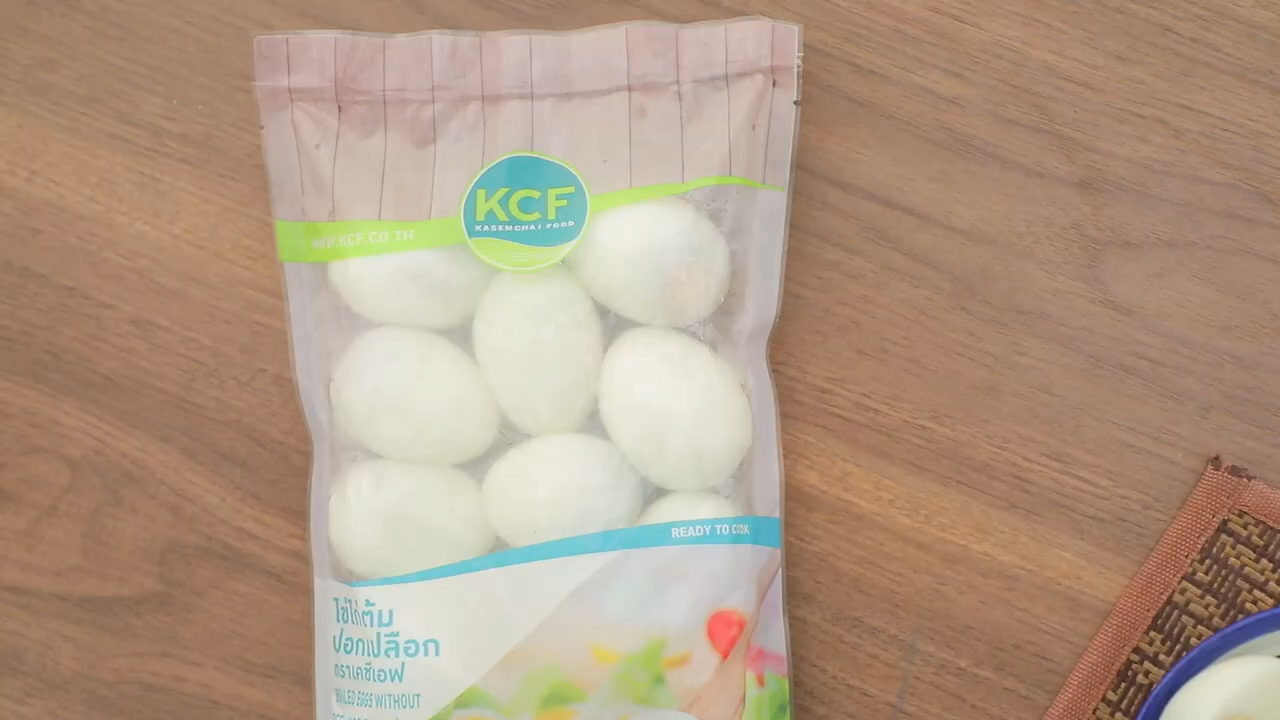 KCF
KASEMCHAI FOOD
WWW.KCF.CO.TH
READY TO COOK
ไข่ไก่ต้ม
ปอกเปลือก
ตราเคซีเอฟ
BOILED EGGS WITHOUT